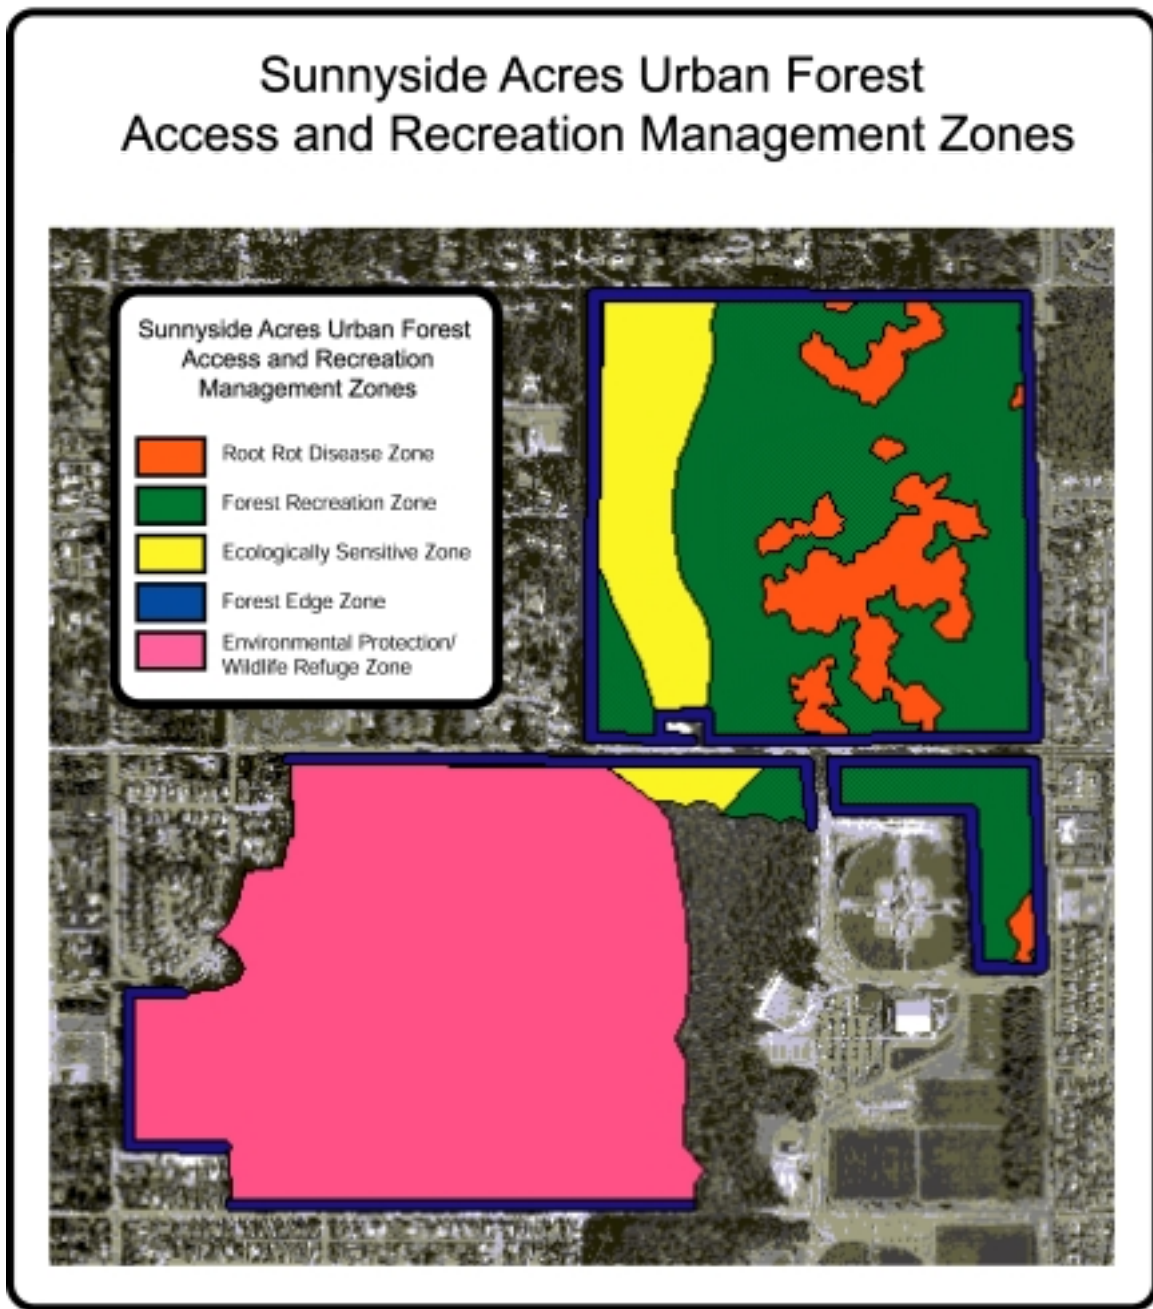 Sunnyside Acres Urban Forest
Access and Recreation Management Zones
Sunnyside Acres Urban Forest
Access and Recreation
Management Zones
Root Rot Disease Zone
Forest Recreation Zone
Ecologically Sensitive Zone
Forest Edge Zone
Environmental Protection/
Wildlife Refuge Zone